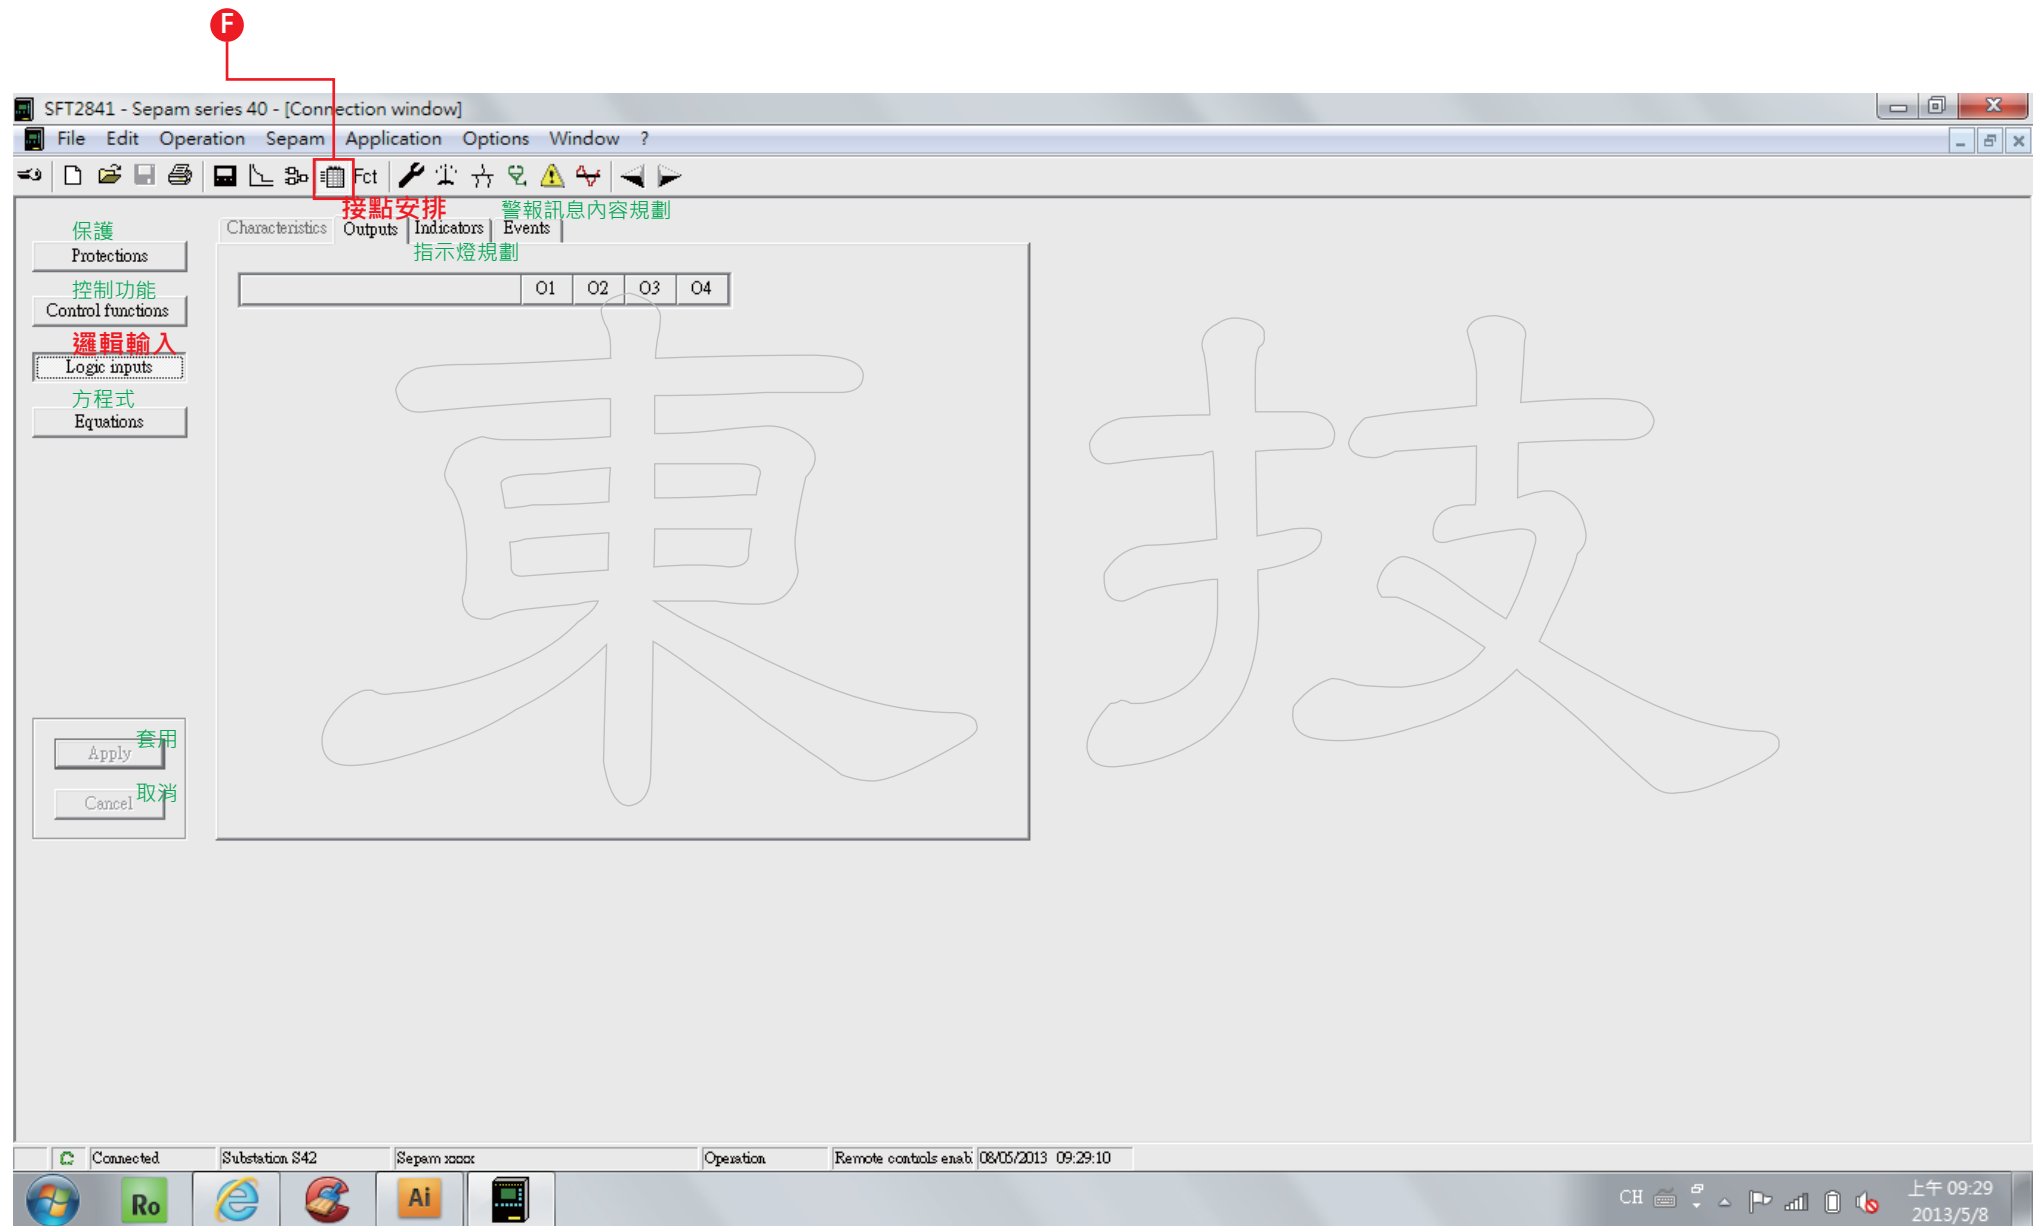 F
SFT2841 - Sepam series 40 - [Connection window]
File Edit Operation Sepam Application Options Window ?
Fct
接點安排
警報訊息內容規劃
保護
Characteristics Outputs Indicators Events
指示燈規劃
Protections
控制功能
O1 O2 O3 O4
Control functions
邏輯輸入
Logic inputs
方程式
Equations
東技
套用
Apply
取消
Cancel
Connected Substation S42 Sepam xxxx Operation Remote controls enab 08/05/2013 09:29:10
Ro Ai CH 上午 09:29
2013/5/8